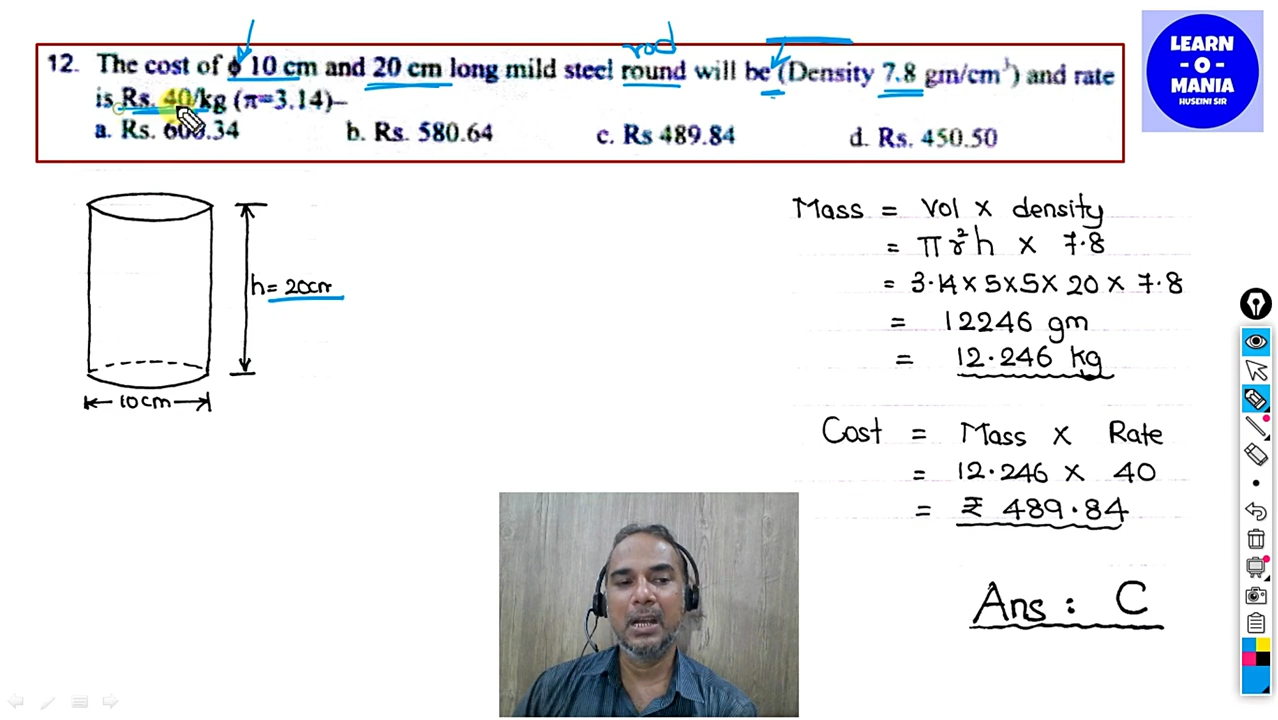 LEARN
-O-
MANIA
HUSEINI SIR
rod
12. The cost of ϕ 10 cm and 20 cm long mild steel round will be (Density 7.8 gm/cm³) and rate
is Rs. 40/kg (π=3.14)–
a. Rs. 600.34 b. Rs. 580.64 c. Rs 489.84 d. Rs. 450.50
h = 20cm
10cm
Mass = Vol x density
= πr²h x 7.8
= 3.14 x 5x5x 20 x 7.8
= 12246 gm
= 12.246 kg
Cost = Mass x Rate
= 12.246 x 40
= ₹ 489.84
Ans : C